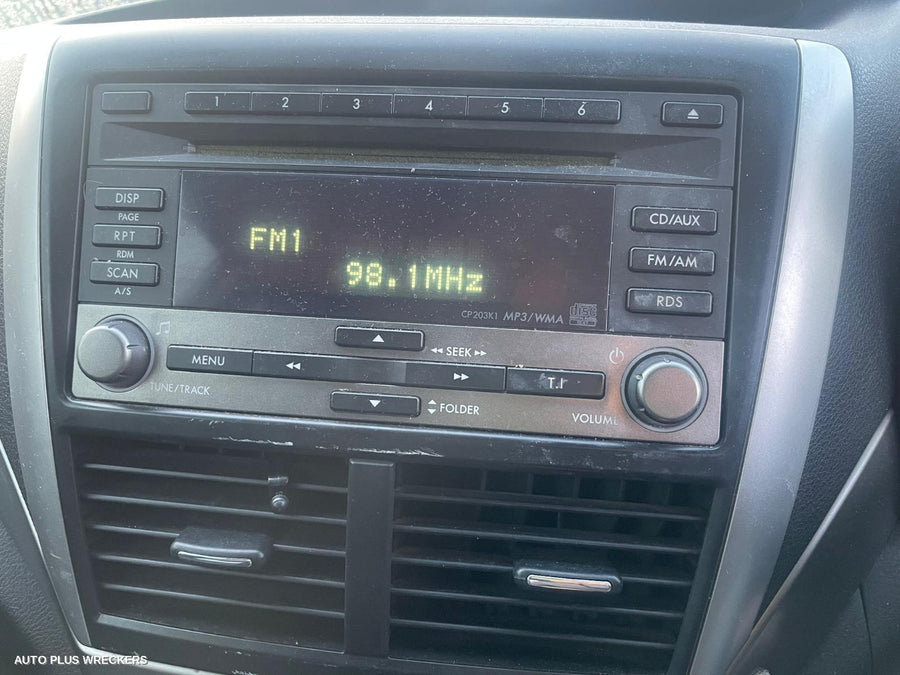 1 2 3 4 5 6
DISP
PAGE
RPT
RDM
SCAN
A/S
FM1
98.1MHz
CP203K1 MP3/WMA
disc
CD/AUX
FM/AM
RDS
MENU
SEEK
TUNE/TRACK
FOLDER
VOLUME
AUTO PLUS WRECKERS